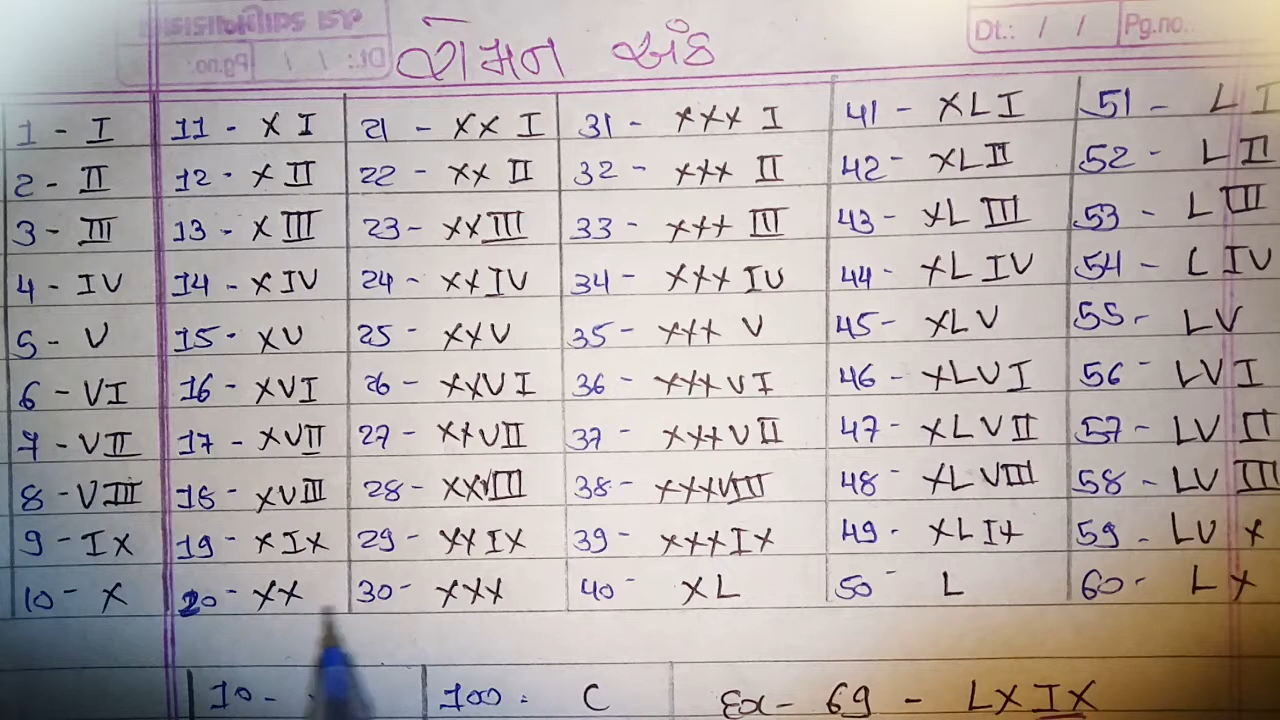 Dt.: / / Pg.no..
રોમન અંક
1 - I 11 - XI 21 - XXI 31 - XXXI 41 - XLI 51 - LI
2 - II 12 - XII 22 - XXII 32 - XXXII 42 - XLII 52 - LII
3 - III 13 - XIII 23 - XXIII 33 - XXXIII 43 - XLIII 53 - LIII
4 - IV 14 - XIV 24 - XXIV 34 - XXXIV 44 - XLIV 54 - LIV
5 - V 15 - XV 25 - XXV 35 - XXXV 45 - XLV 55 - LV
6 - VI 16 - XVI 26 - XXVI 36 - XXXVI 46 - XLVI 56 - LVI
7 - VII 17 - XVII 27 - XXVII 37 - XXXVII 47 - XLVII 57 - LVII
8 - VIII 18 - XVIII 28 - XXVIII 38 - XXXVIII 48 - XLVIII 58 - LVIII
9 - IX 19 - XIX 29 - XXIX 39 - XXXIX 49 - XLIX 59 - LVX
10 - X 20 - XX 30 - XXX 40 - XL 50 - L 60 - LX
10 - 100 - C Ex - 69 - LXIX